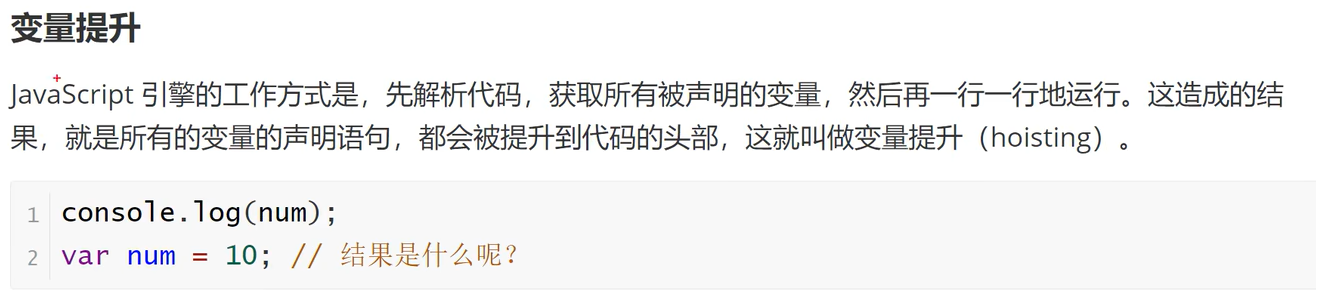 变量提升
JavaScript 引擎的工作方式是，先解析代码，获取所有被声明的变量，然后再一行一行地运行。这造成的结
果，就是所有的变量的声明语句，都会被提升到代码的头部，这就叫做变量提升（hoisting）。
1 console.log(num);
2 var num = 10; // 结果是什么呢？